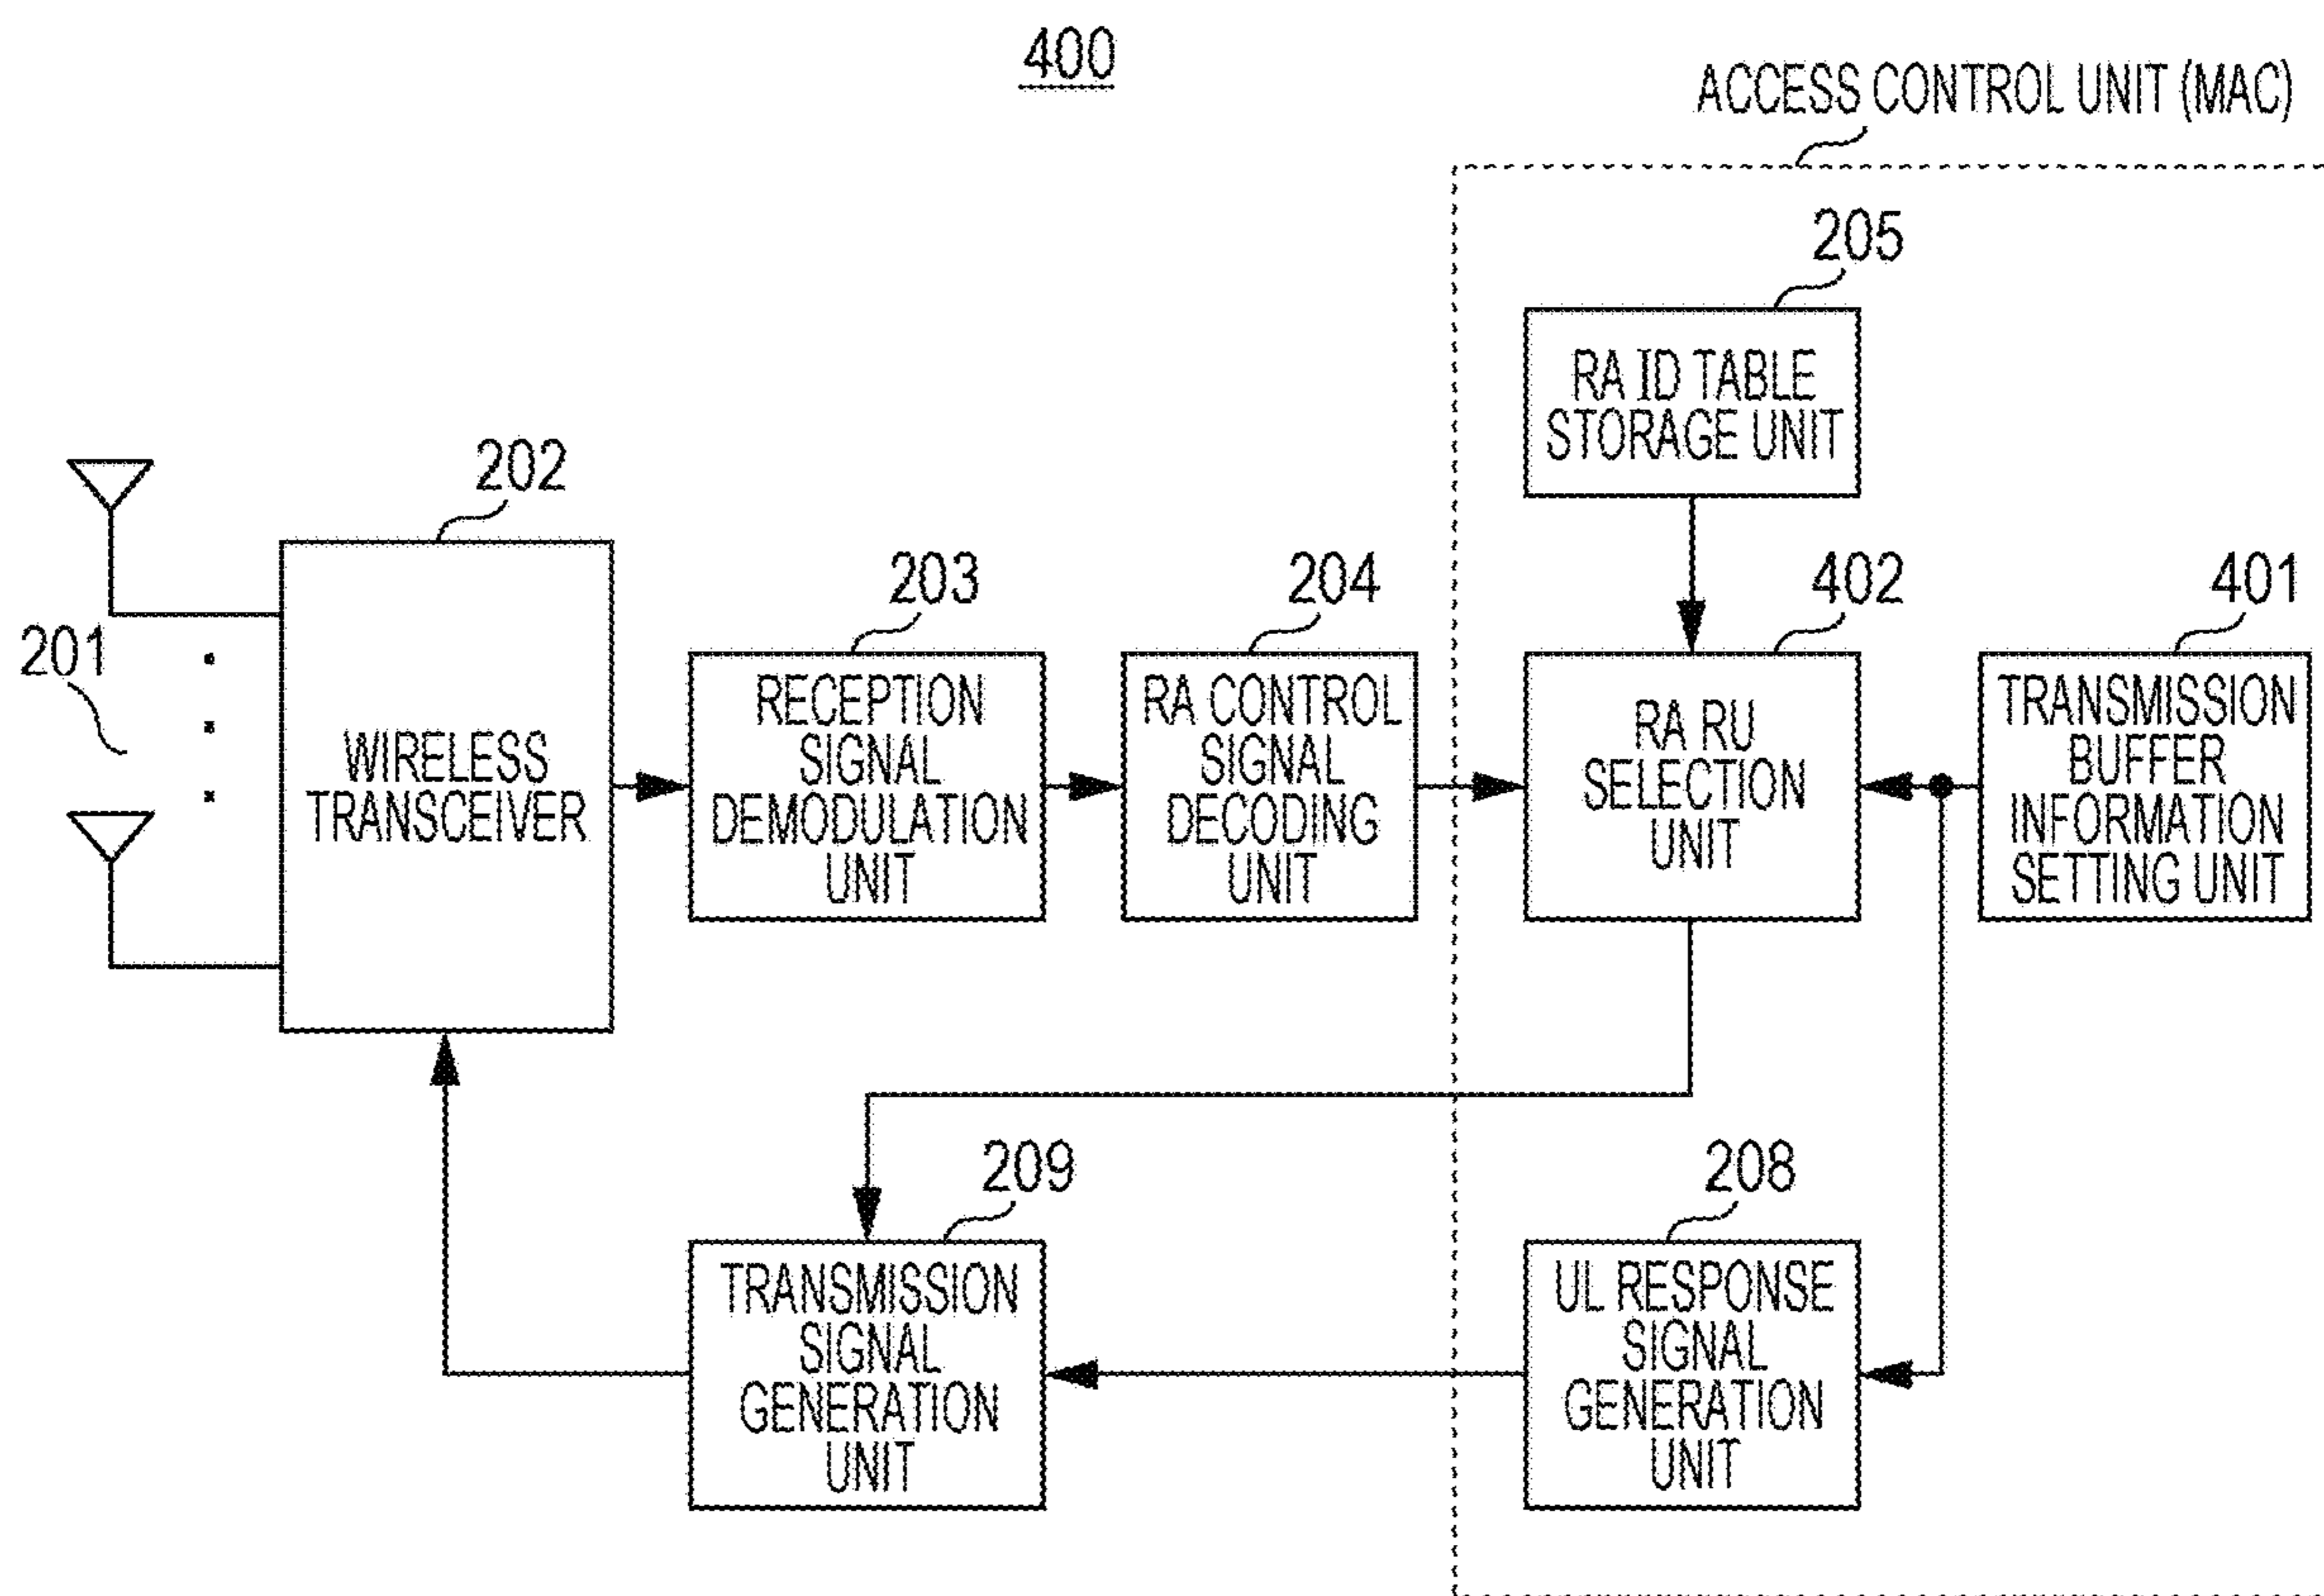 400
ACCESS CONTROL UNIT (MAC)
205
RA ID TABLE
STORAGE UNIT
202
203
204
402
401
201
WIRELESS
TRANSCEIVER
RECEPTION
SIGNAL
DEMODULATION
UNIT
RA CONTROL
SIGNAL
DECODING
UNIT
RA RU
SELECTION
UNIT
TRANSMISSION
BUFFER
INFORMATION
SETTING UNIT
209
208
TRANSMISSION
SIGNAL
GENERATION
UNIT
UL RESPONSE
SIGNAL
GENERATION
UNIT